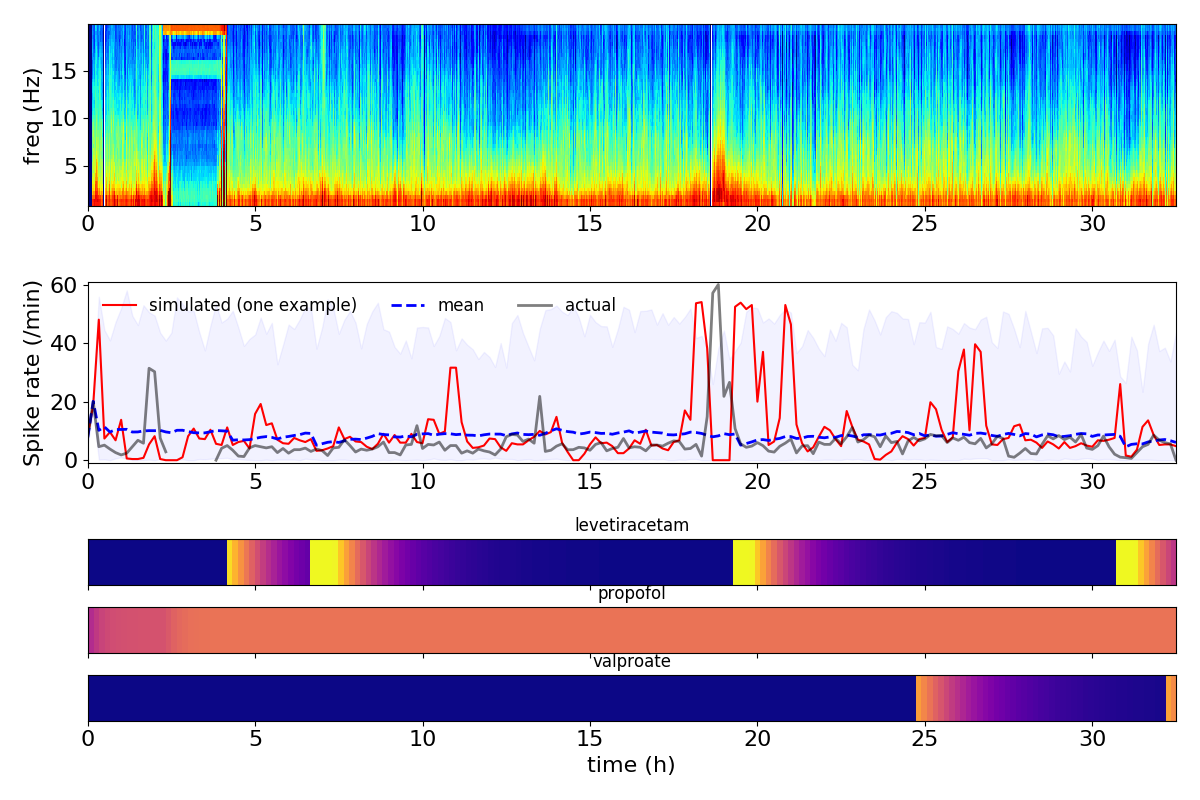 freq (Hz)
15
10
5
0 5 10 15 20 25 30
Spike rate (/min)
60
40
20
0
simulated (one example) mean actual
0 5 10 15 20 25 30
levetiracetam
propofol
valproate
0 5 10 15 20 25 30
time (h)